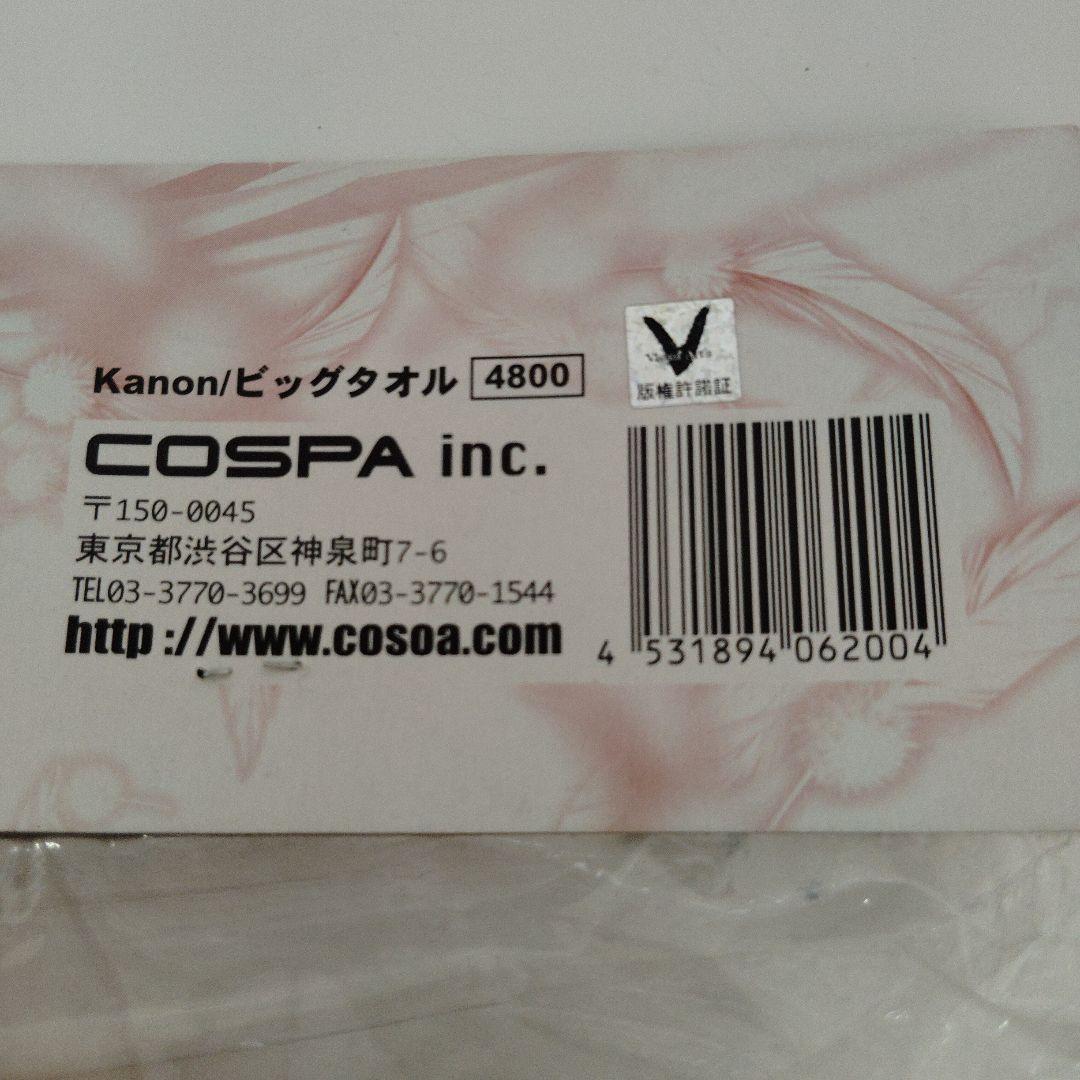 Kanon/ビッグタオル 4800
Visual Art's
版権許諾証
COSPA inc.
〒150-0045
東京都渋谷区神泉町7-6
TEL03-3770-3699 FAX03-3770-1544
http://www.cosoa.com
4 531894 062004